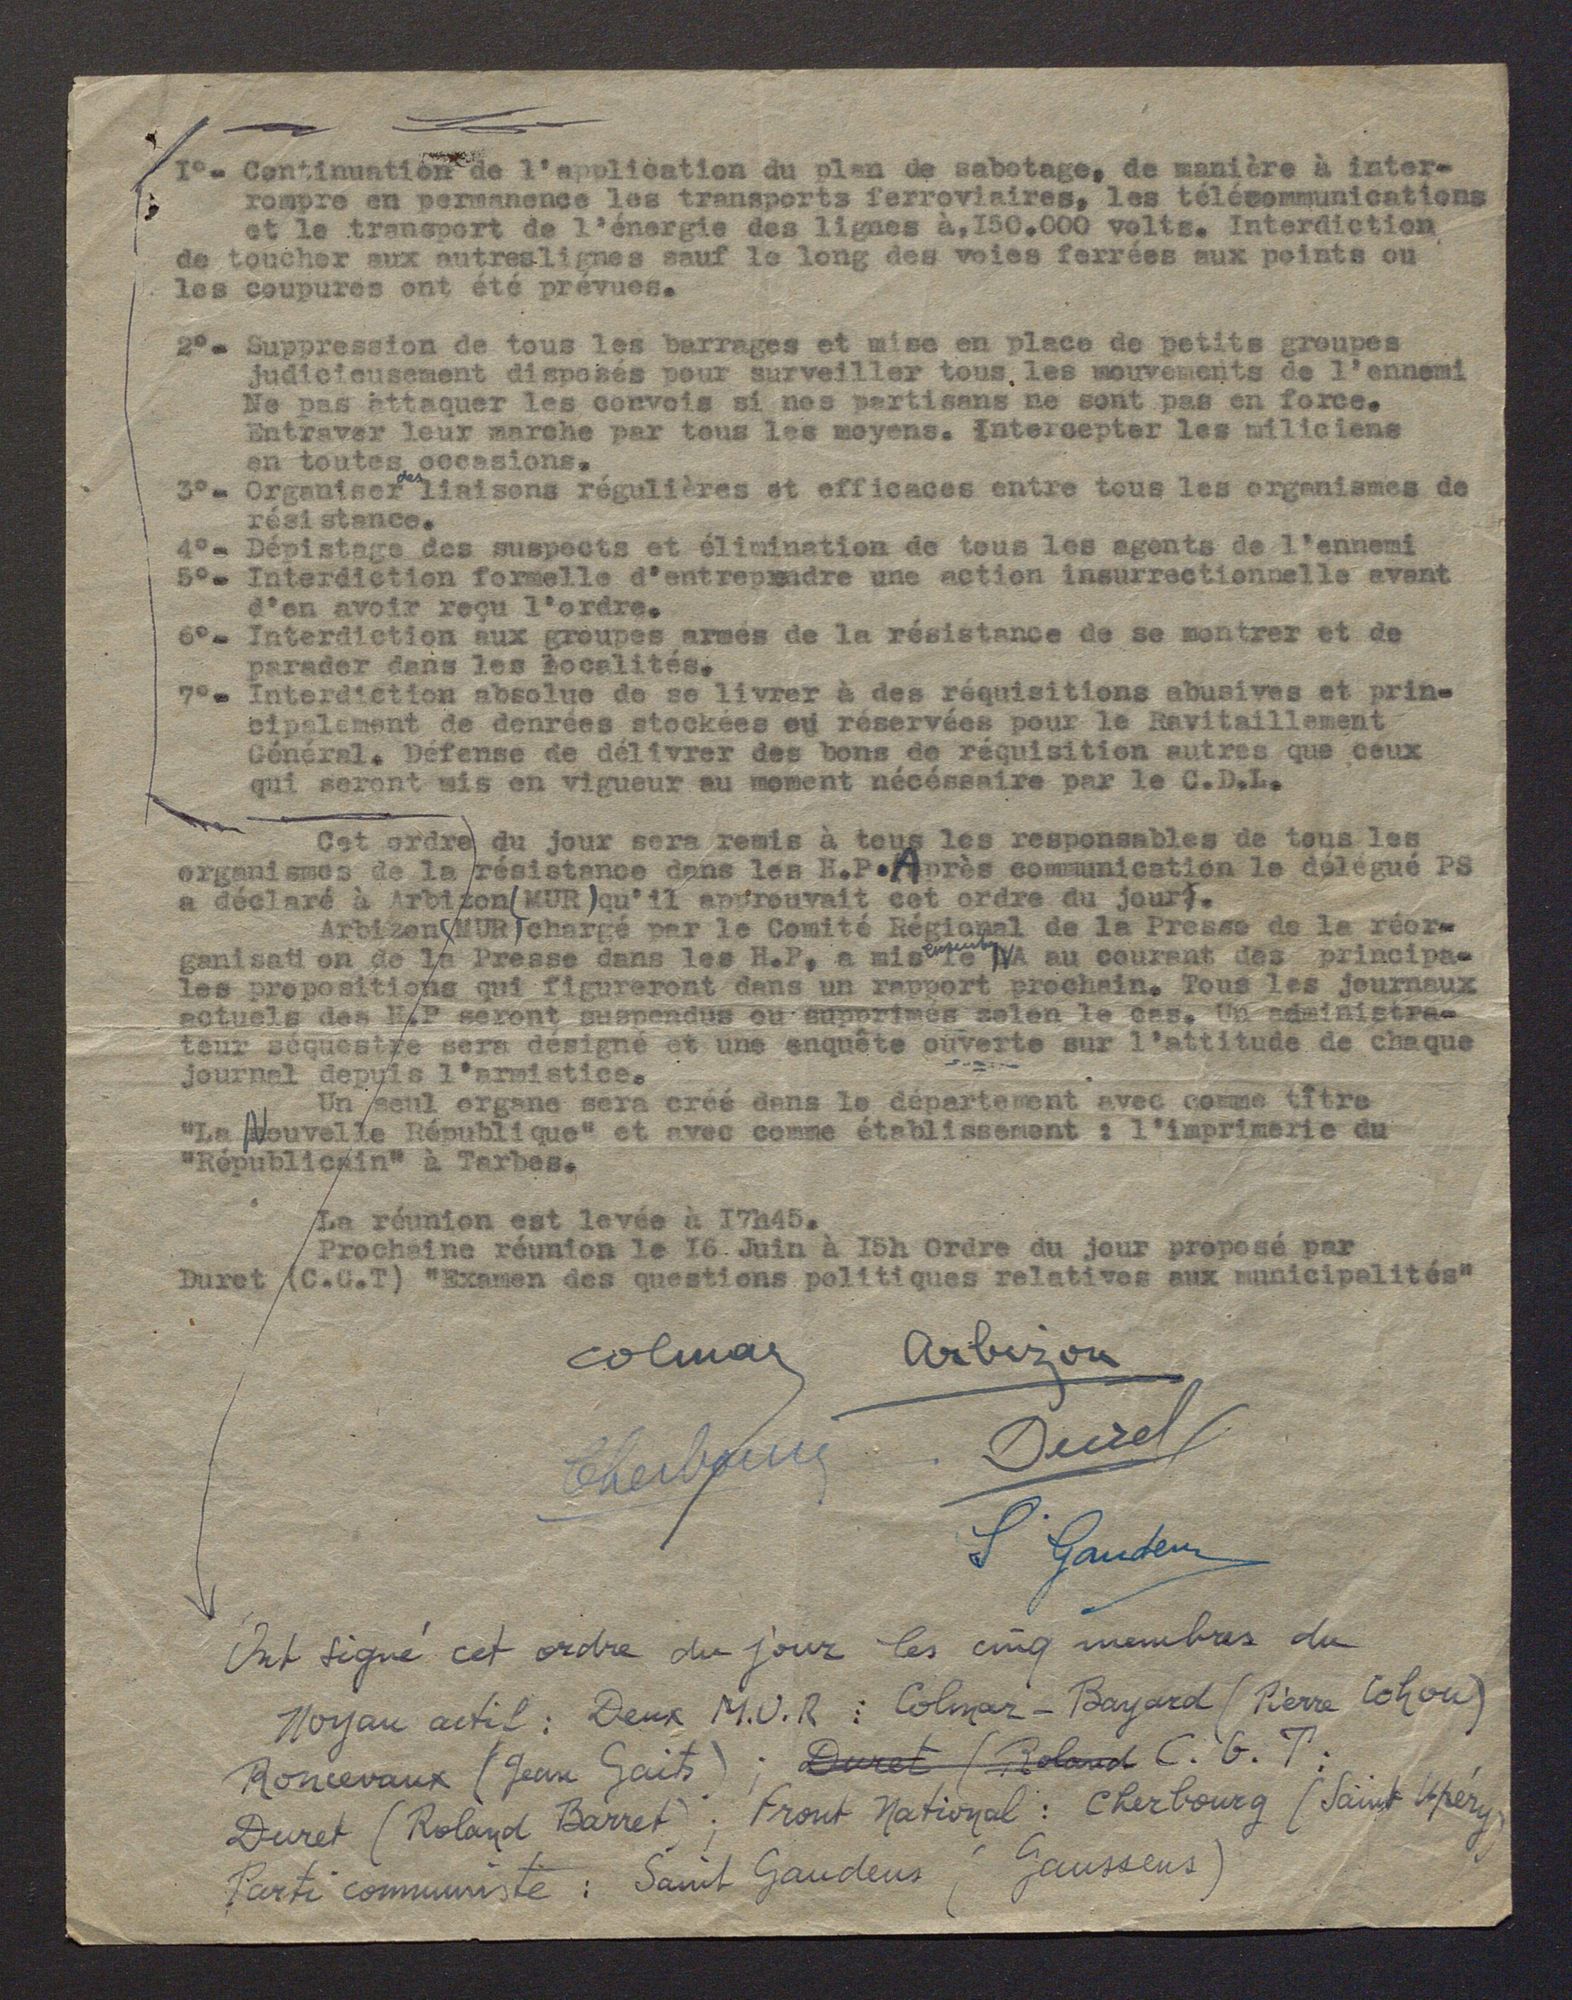 I°- Continuation de l'application du plan de sabotage, de manière à inter-
rompre en permanence les transports ferroviaires, les télécommunications
et le transport de l'énergie des lignes à,I50.000 volts. Interdiction
de toucher aux autreslignes sauf le long des voies ferrées aux points ou
les coupures ont été prévues.
2°- Suppression de tous les barrages et mise en place de petits groupes
judicieusement disposés pour surveiller tous les mouvements de l'ennemi
Ne pas attaquer les convois si nos partisans ne sont pas en force.
Entraver leur marche par tous les moyens. Intercepter les miliciens
en toutes occasions.
3°- Organiser des liaisons régulières et efficaces entre tous les organismes de
résistance.
4°- Dépistage des suspects et élimination de tous les agents de l'ennemi
5°- Interdiction formelle d'entreprendre une action insurrectionnelle avant
d'en avoir reçu l'ordre.
6°- Interdiction aux groupes armés de la résistance de se montrer et de
parader dans les localités.
7°- Interdiction absolue de se livrer à des réquisitions abusives et prin-
cipalement de denrées stockées ou réservées pour le Ravitaillement
Général. Défense de délivrer des bons de réquisition autres que ceux
qui seront mis en vigueur au moment nécéssaire par le C.D.L.
Cet ordre du jour sera remis à tous les responsables de tous les
organismes de la résistance dans les H.P. Après communication le délégué PS
a déclaré à Arbizon(MUR)qu'il approuvait cet ordre du jour.
Arbizon(MUR)chargé par le Comité Régional de la Presse de la réor-
ganisation de la Presse dans les H.P, a mis le NA au courant des principa-
les propositions qui figureront dans un rapport prochain. Tous les journaux
actuels des H.P seront suspendus ou supprimés selon le cas. Un administra-
teur séquestre sera désigné et une enquête ouverte sur l'attitude de chaque
journal depuis l'armistice.
Un seul organe sera créé dans le département avec comme tître
"La Nouvelle République" et avec comme établissement : l'imprimerie du
"Républicain" à Tarbes.
La réunion est levée à I7h45.
Prochaine réunion le I6 Juin à I5h Ordre du jour proposé par
Duret (C.G.T) "Examen des questions politiques relatives aux municipalités"
Colmar Arbizon
Cherbourg Duret
St Gaudens
Ont signé cet ordre du jour les cinq membres du
Noyau actif : Deux M.U.R : Colmar - Bayard (Pierre Cohou)
Roncevaux (Jean Gaits) ; Duret (Roland C.G.T :
Duret (Roland Barret) ; Front National : Cherbourg (Saint Upéry)
Parti communiste : Saint Gaudens (Gaussens)